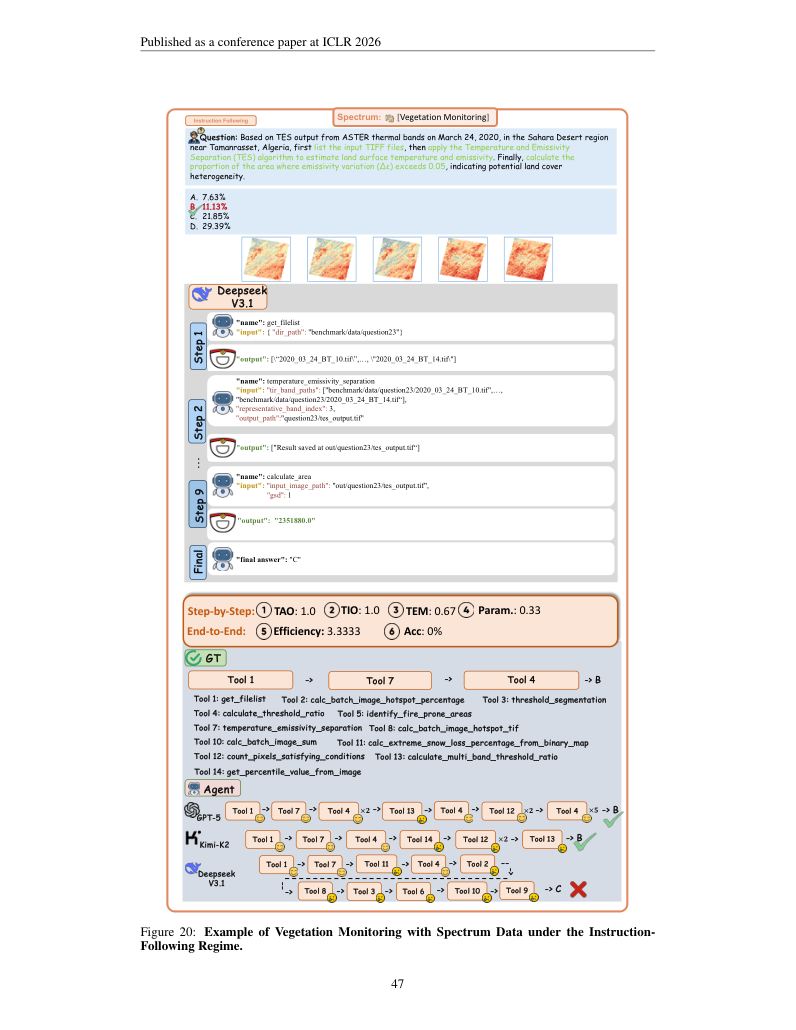 Published as a conference paper at ICLR 2026
Instruction Following
Spectrum: [Vegetation Monitoring]
Question: Based on TES output from ASTER thermal bands on March 24, 2020, in the Sahara Desert region
near Tamanrasset, Algeria, first list the input TIFF files, then apply the Temperature and Emissivity
Separation (TES) algorithm to estimate land surface temperature and emissivity. Finally, calculate the
proportion of the area where emissivity variation (Δε) exceeds 0.05, indicating potential land cover
heterogeneity.
A. 7.63%
B. 11.13%
C. 21.85%
D. 29.39%
Deepseek
V3.1
Step 1
"name": get_filelist
"input": { "dir_path": "benchmark/data/question23"}
"output": [\"2020_03_24_BT_10.tif\",..., \"2020_03_24_BT_14.tif\"]
Step 2
"name": temperature_emissivity_separation
"input": "tir_band_paths": ["benchmark/data/question23/2020_03_24_BT_10.tif",...,
"benchmark/data/question23/2020_03_24_BT_14.tif"],
"representative_band_index": 3,
"output_path":"question23/tes_output.tif"
"output": ["Result saved at out/question23/tes_output.tif"]
...
Step 9
"name": calculate_area
"input": "input_image_path": "out/question23/tes_output.tif",
"gsd": 1
"output": "2351880.0"
Final
"final answer": "C"
Step-by-Step: 1 TAO: 1.0 2 TIO: 1.0 3 TEM: 0.67 4 Param.: 0.33
End-to-End: 5 Efficiency: 3.3333 6 Acc: 0%
GT
Tool 1 -> Tool 7 -> Tool 4 -> B
Tool 1: get_filelist Tool 2: calc_batch_image_hotspot_percentage Tool 3: threshold_segmentation
Tool 4: calculate_threshold_ratio Tool 5: identify_fire_prone_areas
Tool 7: temperature_emissivity_separation Tool 8: calc_batch_image_hotspot_tif
Tool 10: calc_batch_image_sum Tool 11: calc_extreme_snow_loss_percentage_from_binary_map
Tool 12: count_pixels_satisfying_conditions Tool 13: calculate_multi_band_threshold_ratio
Tool 14: get_percentile_value_from_image
Agent
GPT-5 Tool 1 -> Tool 7 -> Tool 4 ×2 -> Tool 13 -> Tool 4 -> Tool 12 ×2 -> Tool 4 ×5 -> B
Kimi-K2 Tool 1 -> Tool 7 -> Tool 4 -> Tool 14 -> Tool 12 ×2 -> Tool 13 -> B
Deepseek V3.1 Tool 1 -> Tool 7 -> Tool 11 -> Tool 4 -> Tool 2 --
-> Tool 8 -> Tool 3 -> Tool 6 -> Tool 10 -> Tool 9 -> C
Figure 20: Example of Vegetation Monitoring with Spectrum Data under the Instruction-
Following Regime.
47